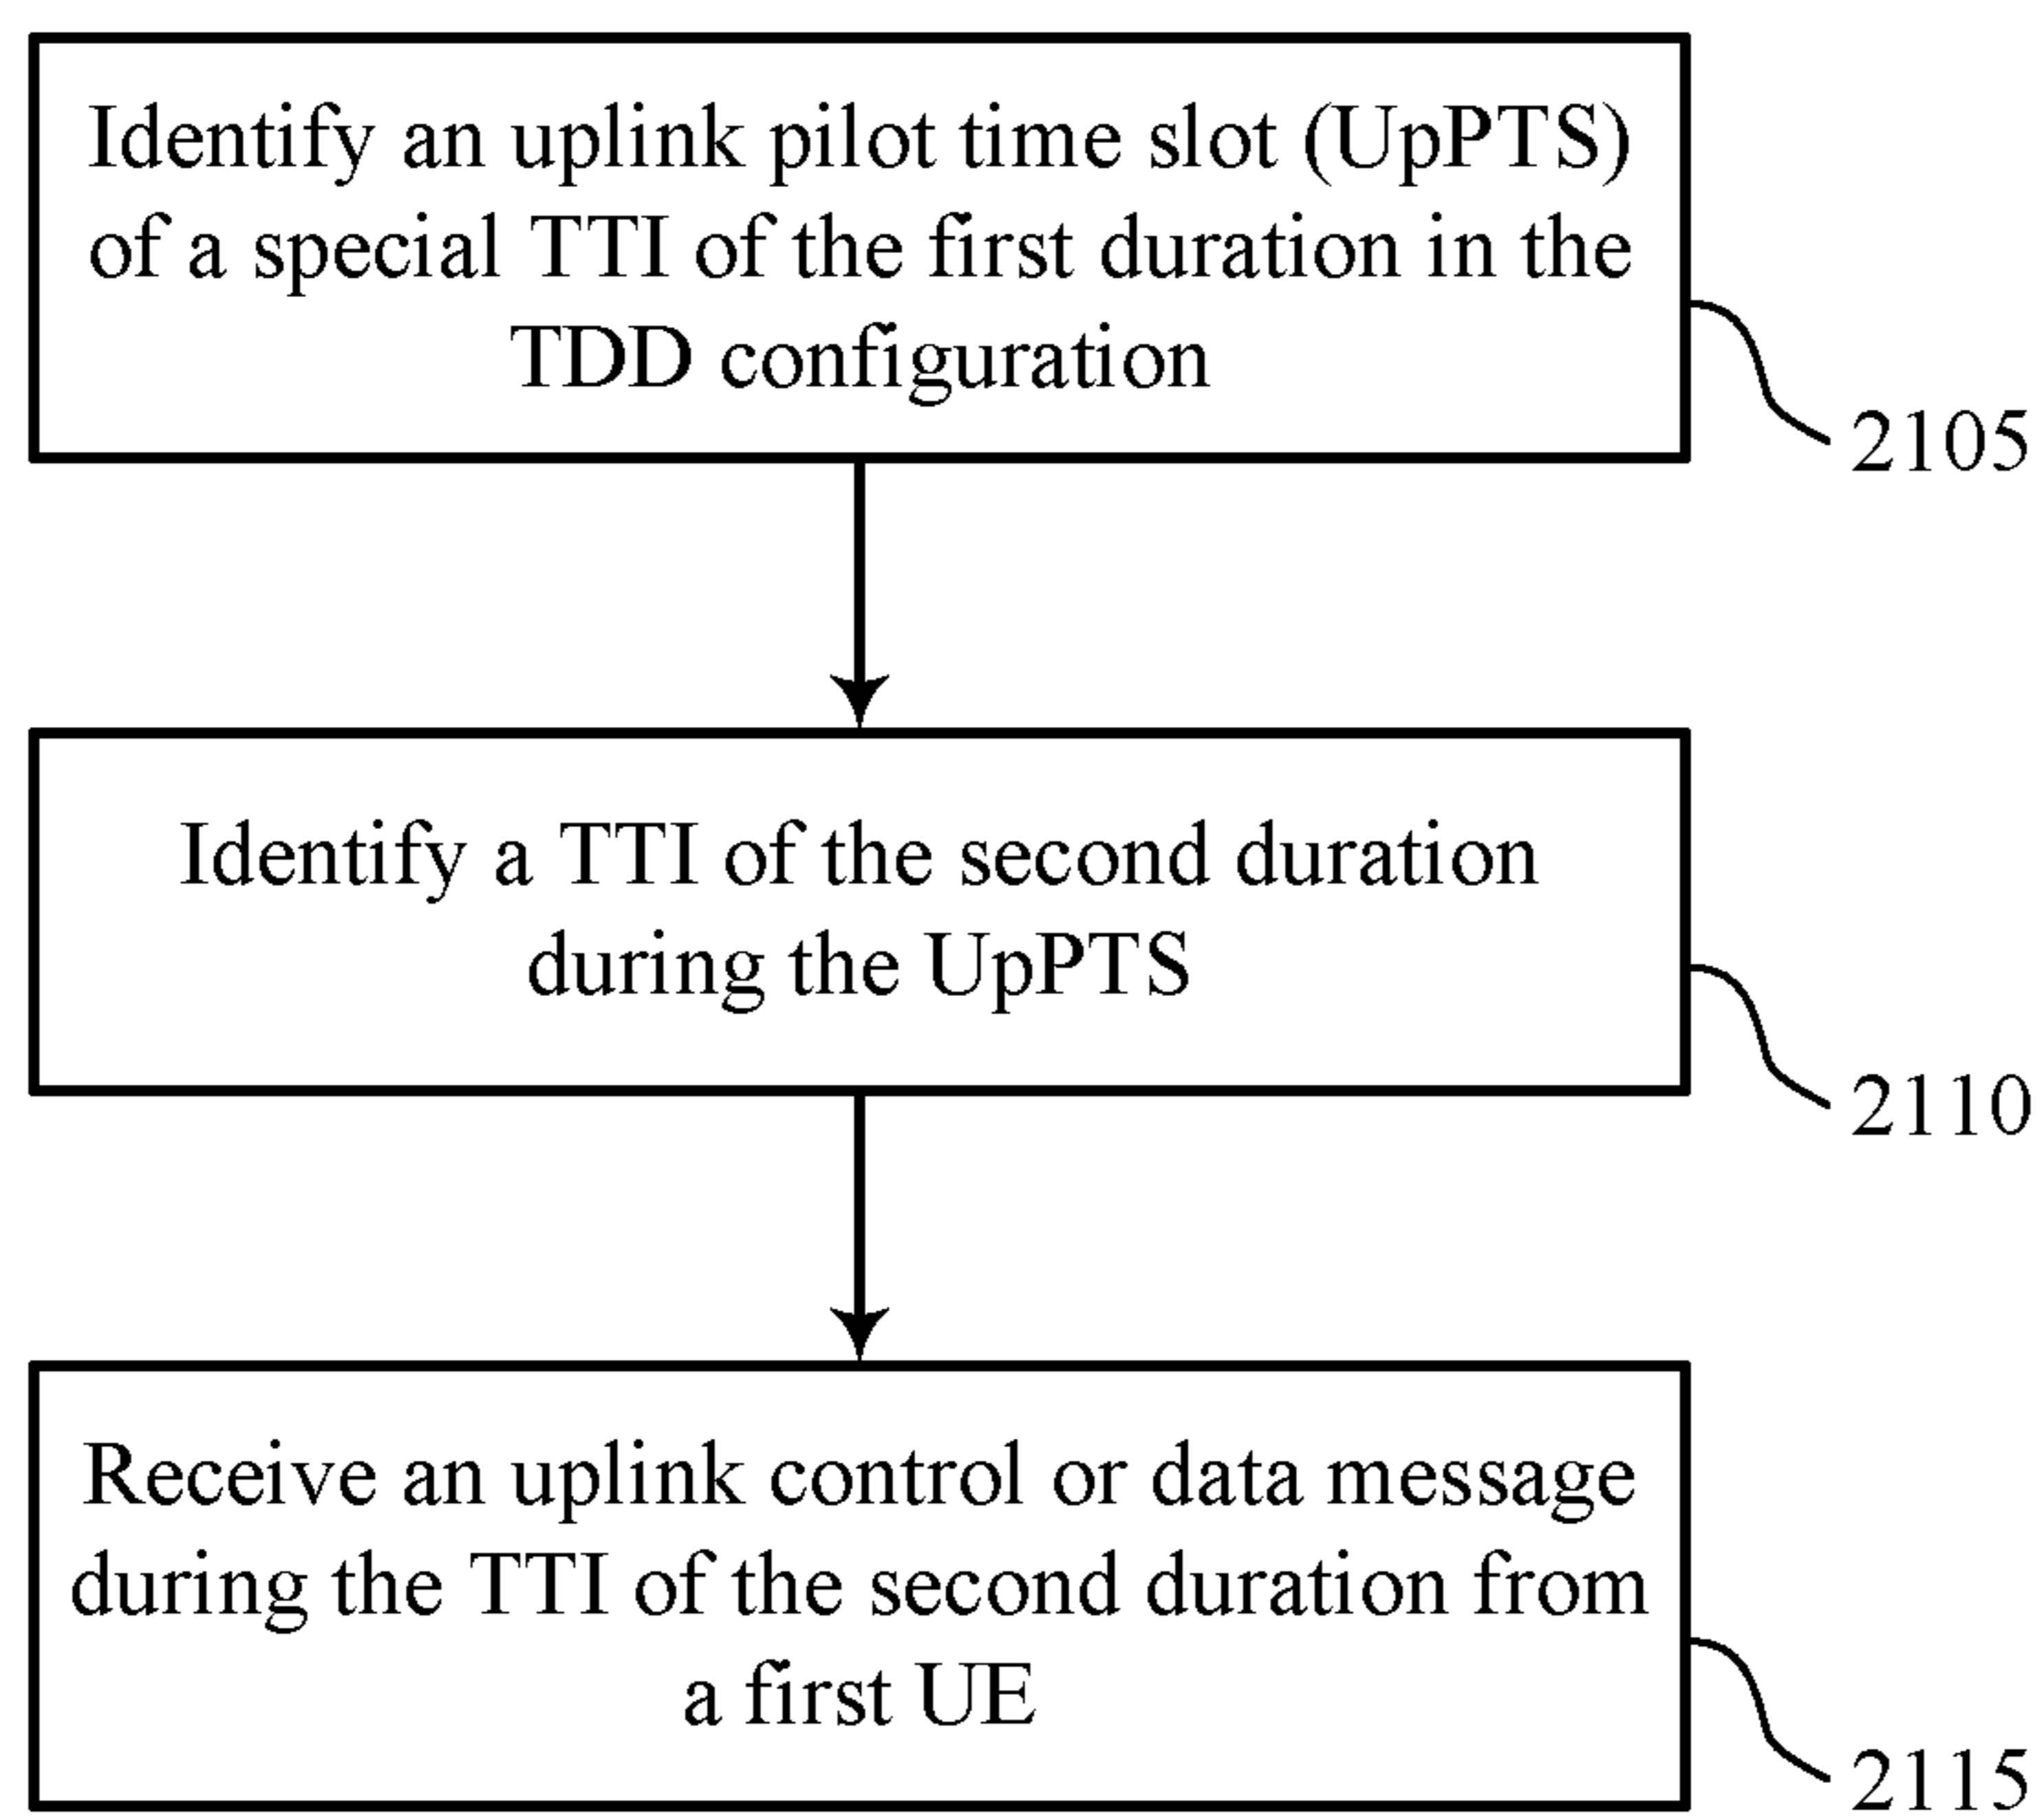 Identify an uplink pilot time slot (UpPTS)
of a special TTI of the first duration in the
TDD configuration
2105
Identify a TTI of the second duration
during the UpPTS
2110
Receive an uplink control or data message
during the TTI of the second duration from
a first UE
2115